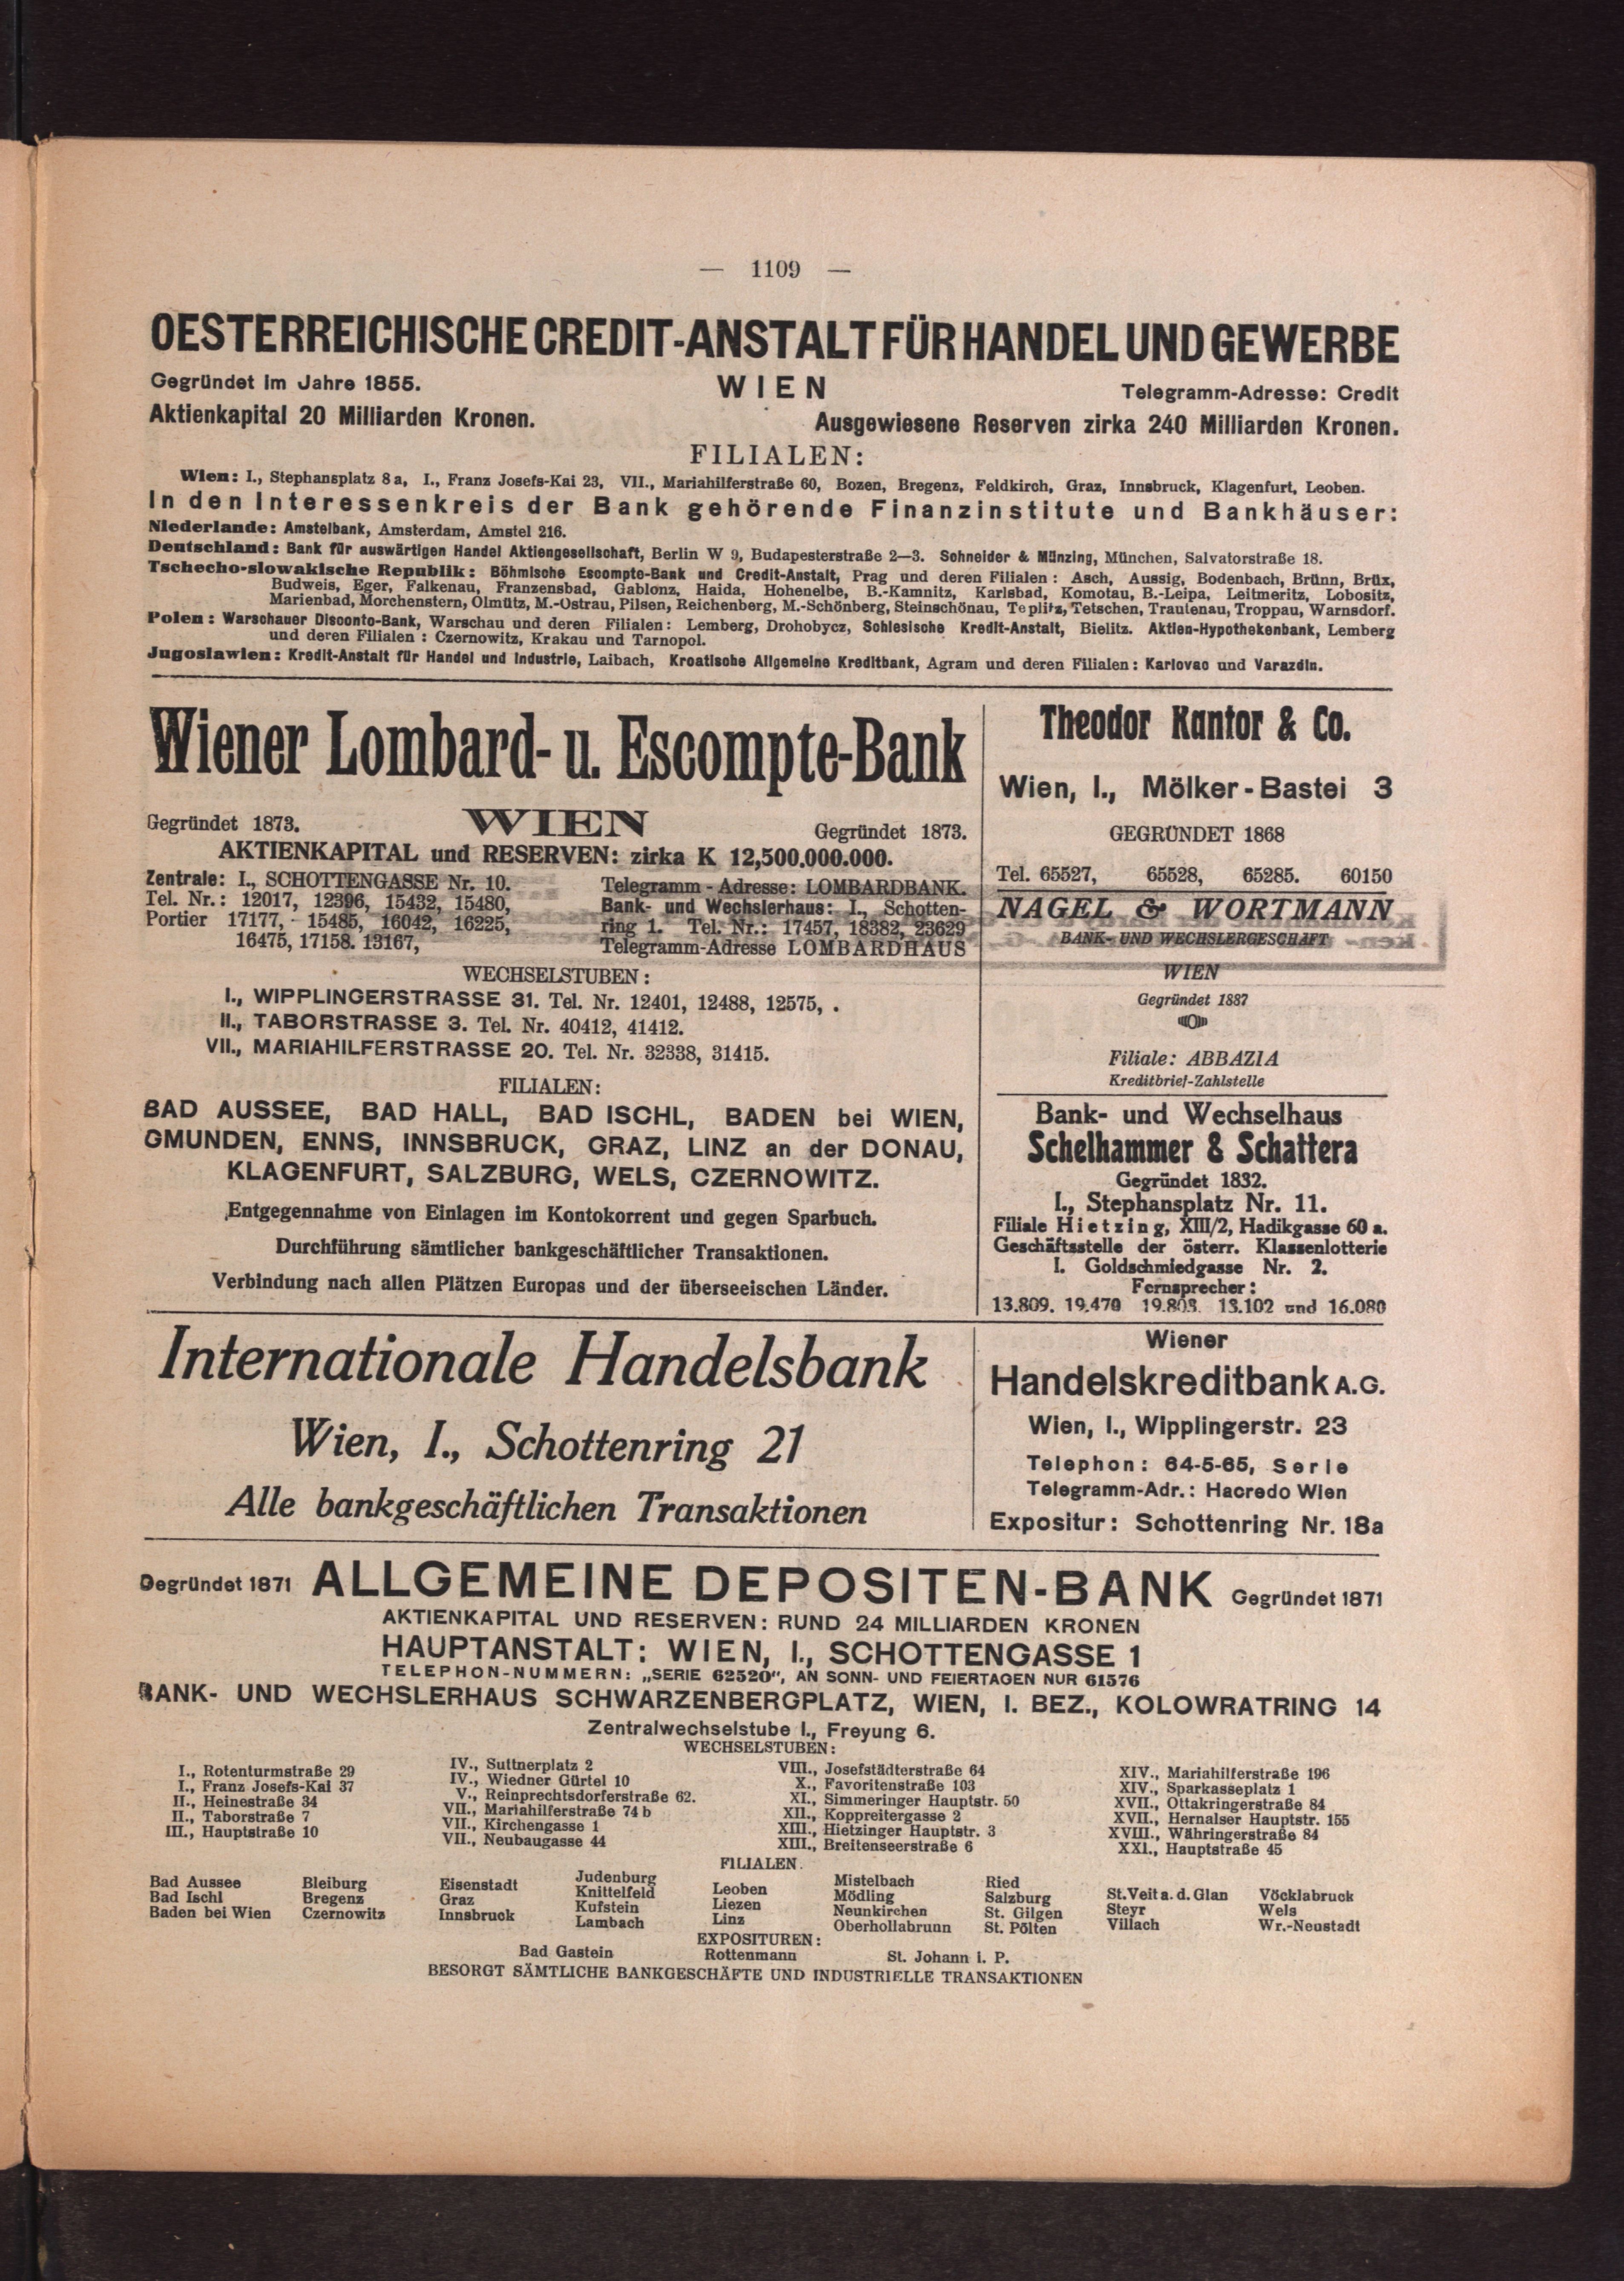 — 1109 —
OESTERREICHISCHE CREDIT-ANSTALT FÜR HANDEL UND GEWERBE
Gegründet im Jahre 1855. WIEN Telegramm-Adresse: Credit
Aktienkapital 20 Milliarden Kronen. Ausgewiesene Reserven zirka 240 Milliarden Kronen.
FILIALEN:
Wien: I., Stephansplatz 8 a, I., Franz Josefs-Kai 23, VII., Mariahilferstraße 60, Bozen, Bregenz, Feldkirch, Graz, Innsbruck, Klagenfurt, Leoben.
In den Interessenkreis der Bank gehörende Finanzinstitute und Bankhäuser:
Niederlande: Amstelbank, Amsterdam, Amstel 216.
Deutschland: Bank für auswärtigen Handel Aktiengesellschaft, Berlin W 9, Budapesterstraße 2—3. Schneider & Münzing, München, Salvatorstraße 18.
Tschecho-slowakische Republik: Böhmische Escompte-Bank und Credit-Anstalt, Prag und deren Filialen: Asch, Aussig, Bodenbach, Brünn, Brüx,
Budweis, Eger, Falkenau, Franzensbad, Gablonz, Haida, Hohenelbe, B.-Kamnitz, Karlsbad, Komotau, B.-Leipa, Leitmeritz, Lobositz,
Marienbad, Morchenstern, Olmütz, M.-Ostrau, Pilsen, Reichenberg, M.-Schönberg, Steinschönau, Teplitz, Tetschen, Trautenau, Troppau, Warnsdorf.
Polen: Warschauer Disconto-Bank, Warschau und deren Filialen: Lemberg, Drohobycz, Schlesische Kredit-Anstalt, Bielitz. Aktien-Hypothekenbank, Lemberg
und deren Filialen: Czernowitz, Krakau und Tarnopol.
Jugoslawien: Kredit-Anstalt für Handel und Industrie, Laibach, Kroatische Allgemeine Kreditbank, Agram und deren Filialen: Karlovac und Varazdin.
Wiener Lombard- u. Escompte-Bank
Gegründet 1873. WIEN Gegründet 1873.
AKTIENKAPITAL und RESERVEN: zirka K 12,500.000.000.
Zentrale: I., SCHOTTENGASSE Nr. 10.
Tel. Nr.: 12017, 12396, 15432, 15480,
Portier 17177, 15485, 16042, 16225,
16475, 17158. 13167,
Telegramm-Adresse: LOMBARDBANK.
Bank- und Wechslerhaus: I., Schotten-
ring 1. Tel. Nr.: 17457, 18382, 23629
Telegramm-Adresse LOMBARDHAUS
WECHSELSTUBEN:
I., WIPPLINGERSTRASSE 31. Tel. Nr. 12401, 12488, 12575, .
II., TABORSTRASSE 3. Tel. Nr. 40412, 41412.
VII., MARIAHILFERSTRASSE 20. Tel. Nr. 32338, 31415.
FILIALEN:
BAD AUSSEE, BAD HALL, BAD ISCHL, BADEN bei WIEN,
GMUNDEN, ENNS, INNSBRUCK, GRAZ, LINZ an der DONAU,
KLAGENFURT, SALZBURG, WELS, CZERNOWITZ.
Entgegennahme von Einlagen im Kontokorrent und gegen Sparbuch.
Durchführung sämtlicher bankgeschäftlicher Transaktionen.
Verbindung nach allen Plätzen Europas und der überseeischen Länder.
Theodor Kantor & Co.
Wien, I., Mölker-Bastei 3
GEGRÜNDET 1868
Tel. 65527, 65528, 65285. 60150
NAGEL & WORTMANN
BANK- UND WECHSLERGESCHÄFT
WIEN
Gegründet 1887
Filiale: ABBAZIA
Kreditbrief-Zahlstelle
Bank- und Wechselhaus
Schelhammer & Schattera
Gegründet 1832.
I., Stephansplatz Nr. 11.
Filiale Hietzing, XIII/2, Hadikgasse 60 a.
Geschäftsstelle der österr. Klassenlotterie
I. Goldschmiedgasse Nr. 2.
Fernsprecher:
13.809. 19.470 19.803. 13.102 und 16.080
Internationale Handelsbank
Wien, I., Schottenring 21
Alle bankgeschäftlichen Transaktionen
Wiener
Handelskreditbank A.G.
Wien, I., Wipplingerstr. 23
Telephon: 64-5-65, Serie
Telegramm-Adr.: Hacredo Wien
Expositur: Schottenring Nr. 18a
Gegründet 1871 ALLGEMEINE DEPOSITEN-BANK Gegründet 1871
AKTIENKAPITAL UND RESERVEN: RUND 24 MILLIARDEN KRONEN
HAUPTANSTALT: WIEN, I., SCHOTTENGASSE 1
TELEPHON-NUMMERN: „SERIE 62520“, AN SONN- UND FEIERTAGEN NUR 61576
BANK- UND WECHSLERHAUS SCHWARZENBERGPLATZ, WIEN, I. BEZ., KOLOWRATRING 14
Zentralwechselstube I., Freyung 6.
WECHSELSTUBEN:
I., Rotenturmstraße 29
I., Franz Josefs-Kai 37
II., Heinestraße 34
II., Taborstraße 7
III., Hauptstraße 10
IV., Suttnerplatz 2
IV., Wiedner Gürtel 10
V., Reinprechtsdorferstraße 62.
VII., Mariahilferstraße 74 b
VII., Kirchengasse 1
VII., Neubaugasse 44
VIII., Josefstädterstraße 64
X., Favoritenstraße 103
XI., Simmeringer Hauptstr. 50
XII., Koppreitergasse 2
XIII., Hietzinger Hauptstr. 3
XIII., Breitenseerstraße 6
XIV., Mariahilferstraße 196
XIV., Sparkasseplatz 1
XVII., Ottakringerstraße 84
XVII., Hernalser Hauptstr. 155
XVIII., Währingerstraße 84
XXI., Hauptstraße 45
FILIALEN.
Bad Aussee
Bad Ischl
Baden bei Wien
Bleiburg
Bregenz
Czernowitz
Eisenstadt
Graz
Innsbruck
Judenburg
Knittelfeld
Kufstein
Lambach
Leoben
Liezen
Linz
Mistelbach
Mödling
Neunkirchen
Oberhollabrunn
Ried
Salzburg
St. Gilgen
St. Pölten
St. Veit a. d. Glan
Steyr
Villach
Vöcklabruck
Wels
Wr.-Neustadt
EXPOSITUREN:
Bad Gastein Rottenmann St. Johann i. P.
BESORGT SÄMTLICHE BANKGESCHÄFTE UND INDUSTRIELLE TRANSAKTIONEN